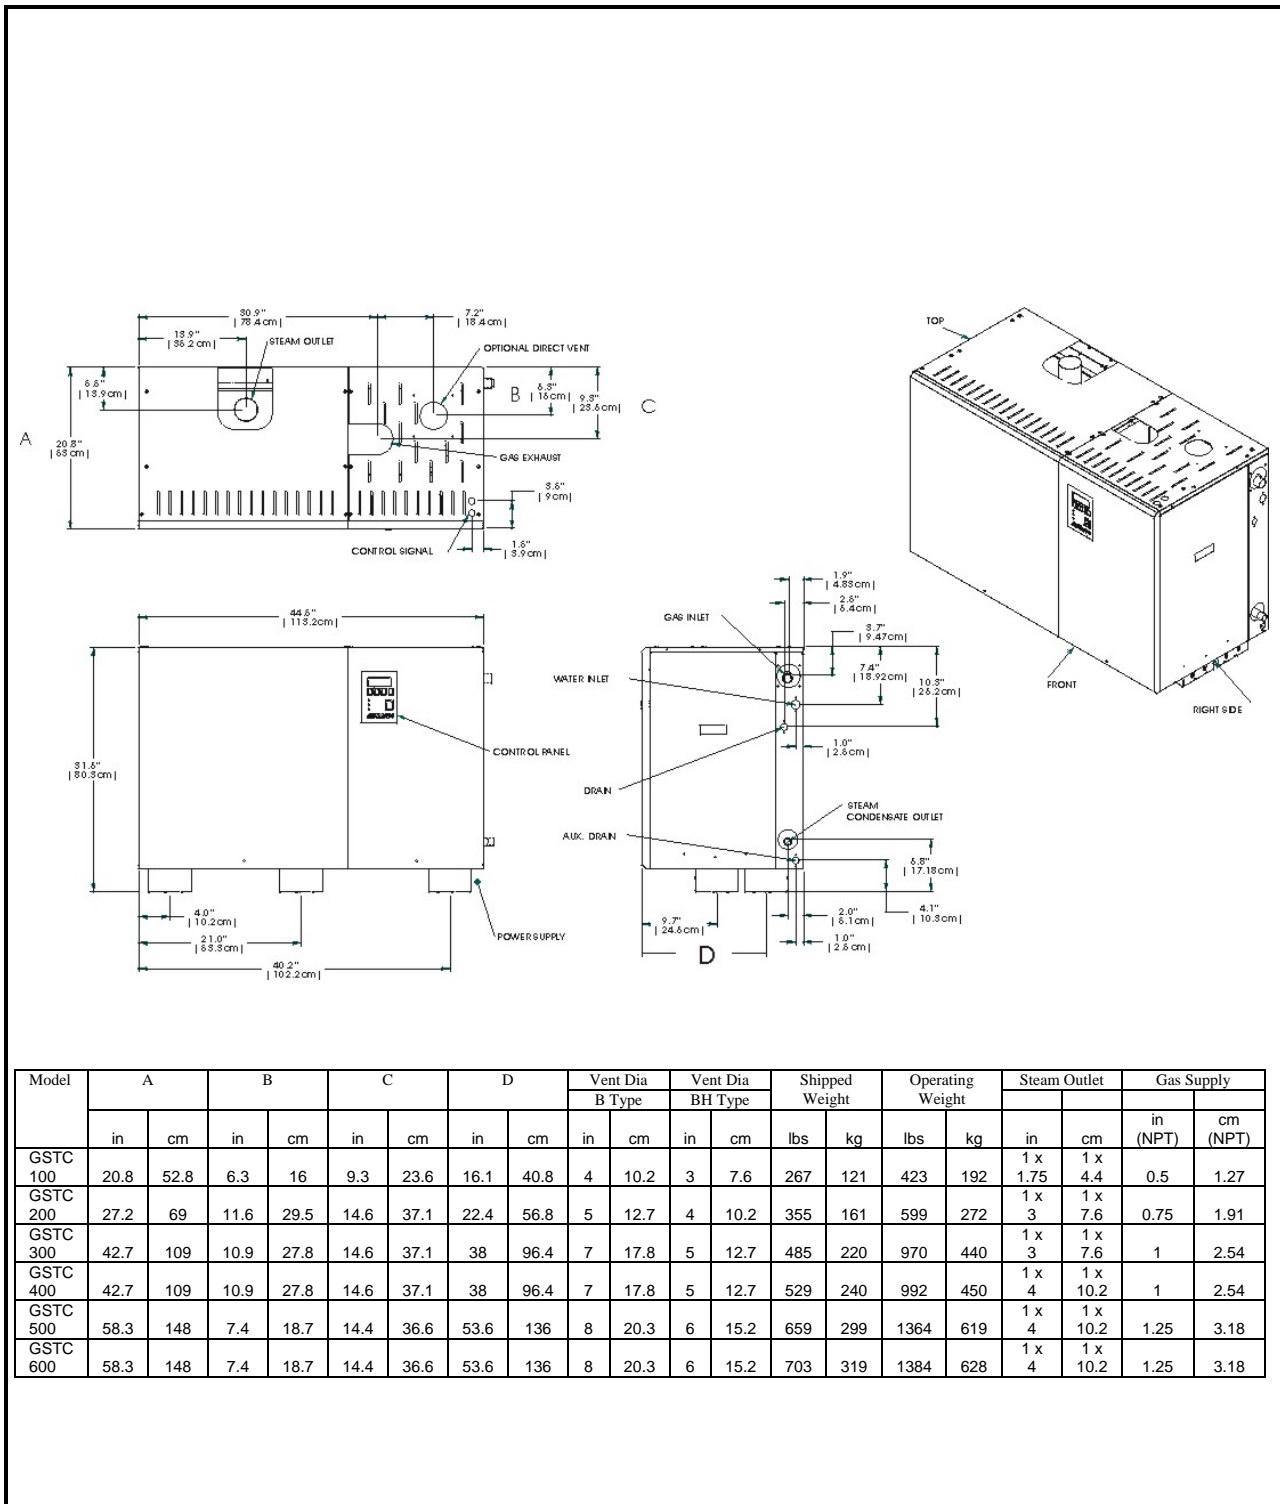 30.9"
[78.4cm]
7.2"
[18.4cm]
13.9"
[35.2cm]
STEAM OUTLET
OPTIONAL DIRECT VENT
5.5"
[13.9cm]
B
6.3"
[16cm]
9.3"
[23.6cm]
C
A
20.8"
[53cm]
GAS EXHAUST
3.5"
[9cm]
CONTROL SIGNAL
1.5"
[3.9cm]
TOP
FRONT
RIGHT SIDE
44.6"
[113.2cm]
31.6"
[80.3cm]
CONTROL PANEL
4.0"
[10.2cm]
21.0"
[53.3cm]
40.2"
[102.2cm]
POWER SUPPLY
1.9"
[4.83cm]
2.5"
[6.4cm]
GAS INLET
3.7"
[9.47cm]
7.4"
[18.92cm]
WATER INLET
10.3"
[26.2cm]
1.0"
[2.6cm]
DRAIN
STEAM
CONDENSATE OUTLET
AUX. DRAIN
6.8"
[17.18cm]
4.1"
[10.3cm]
9.7"
[24.6cm]
2.0"
[5.1cm]
1.0"
[2.6cm]
D
Model A B C D Vent Dia Vent Dia Shipped Weight Operating Weight Steam Outlet Gas Supply
B Type BH Type
in cm in cm in cm in cm in cm in cm lbs kg lbs kg in cm in (NPT) cm (NPT)
GSTC 100 20.8 52.8 6.3 16 9.3 23.6 16.1 40.8 4 10.2 3 7.6 267 121 423 192 1 x 1.75 1 x 4.4 0.5 1.27
GSTC 200 27.2 69 11.6 29.5 14.6 37.1 22.4 56.8 5 12.7 4 10.2 355 161 599 272 1 x 3 1 x 7.6 0.75 1.91
GSTC 300 42.7 109 10.9 27.8 14.6 37.1 38 96.4 7 17.8 5 12.7 485 220 970 440 1 x 3 1 x 7.6 1 2.54
GSTC 400 42.7 109 10.9 27.8 14.6 37.1 38 96.4 7 17.8 5 12.7 529 240 992 450 1 x 4 1 x 10.2 1 2.54
GSTC 500 58.3 148 7.4 18.7 14.4 36.6 53.6 136 8 20.3 6 15.2 659 299 1364 619 1 x 4 1 x 10.2 1.25 3.18
GSTC 600 58.3 148 7.4 18.7 14.4 36.6 53.6 136 8 20.3 6 15.2 703 319 1384 628 1 x 4 1 x 10.2 1.25 3.18